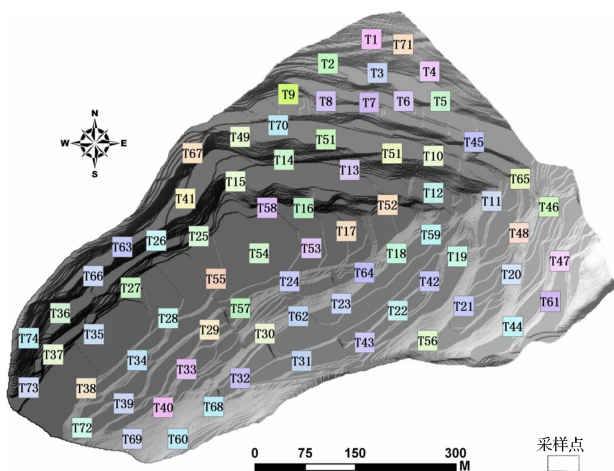 T1
T71
T2
T3
T4
T9
T8
T7
T6
T5
T70
T49
T51
T45
T67
T14
T51
T10
T15
T13
T65
T41
T58
T16
T52
T12
T11
T46
T63
T26
T25
T17
T59
T48
T54
T53
T18
T19
T47
T66
T27
T55
T24
T64
T42
T20
T36
T57
T23
T22
T21
T61
T28
T62
T74
T35
T29
T30
T44
T37
T34
T31
T43
T56
T33
T32
T73
T38
T39
T40
T68
T72
T69
T60
N
W E
S
采样点
0 75 150 300
M